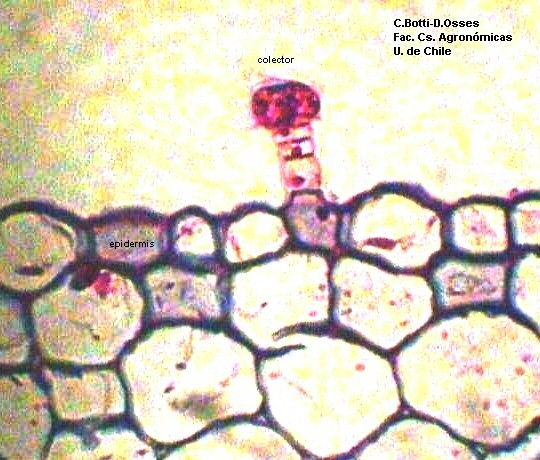 C.Botti-D.Osses
Fac. Cs. Agronómicas
U. de Chile
colector
epidermis